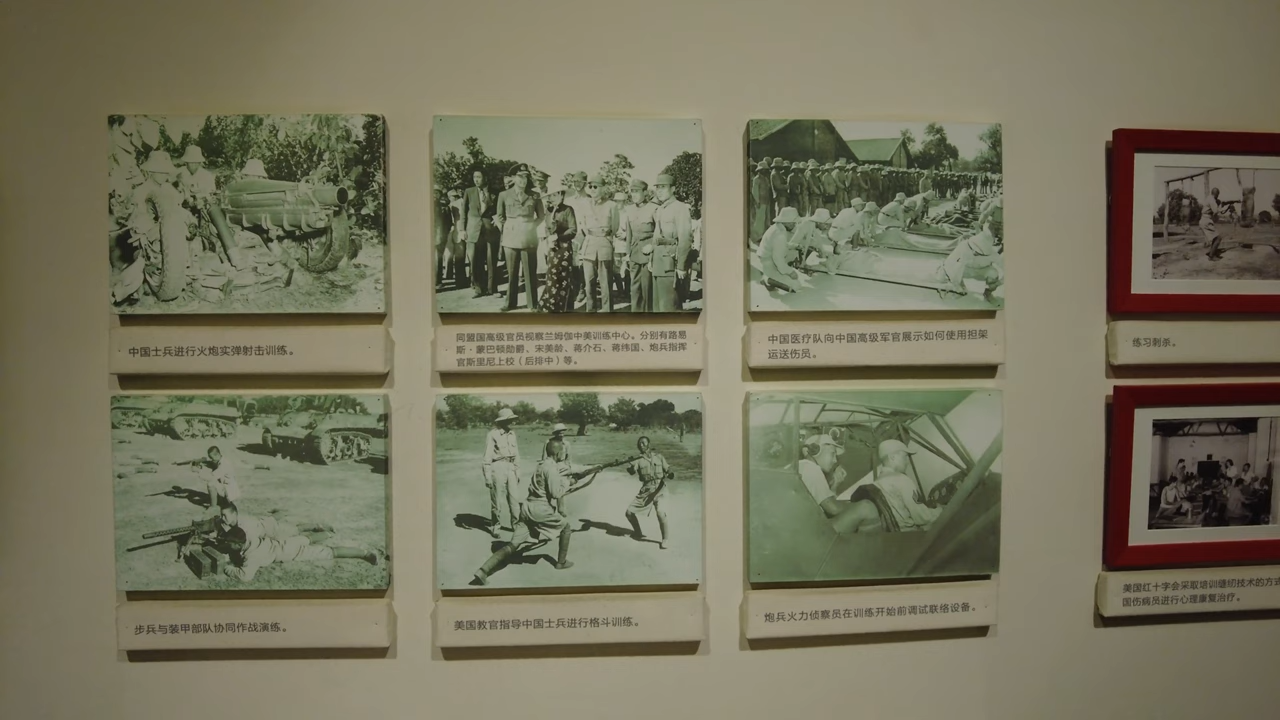 中国士兵进行火炮实弹射击训练。
同盟国高级官员视察兰姆伽中美训练中心。分别有路易
斯·蒙巴顿勋爵、宋美龄、蒋介石、蒋纬国、炮兵指挥
官斯里尼上校（后排中）等。
中国医疗队向中国高级军官展示如何使用担架
运送伤员。
练习刺杀。
步兵与装甲部队协同作战演练。
美国教官指导中国士兵进行格斗训练。
炮兵火力侦察员在训练开始前调试联络设备。
美国红十字会采取培训缝纫技术的方式
国伤病员进行心理康复治疗。